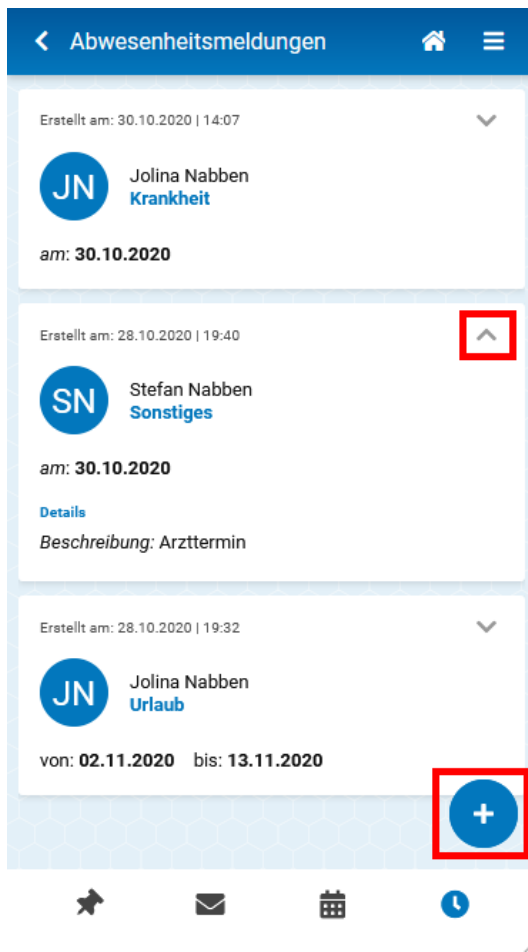 Abwesenheitsmeldungen
Erstellt am: 30.10.2020 | 14:07
JN
Jolina Nabben
Krankheit
am: 30.10.2020
Erstellt am: 28.10.2020 | 19:40
SN
Stefan Nabben
Sonstiges
am: 30.10.2020
Details
Beschreibung: Arzttermin
Erstellt am: 28.10.2020 | 19:32
JN
Jolina Nabben
Urlaub
von: 02.11.2020 bis: 13.11.2020